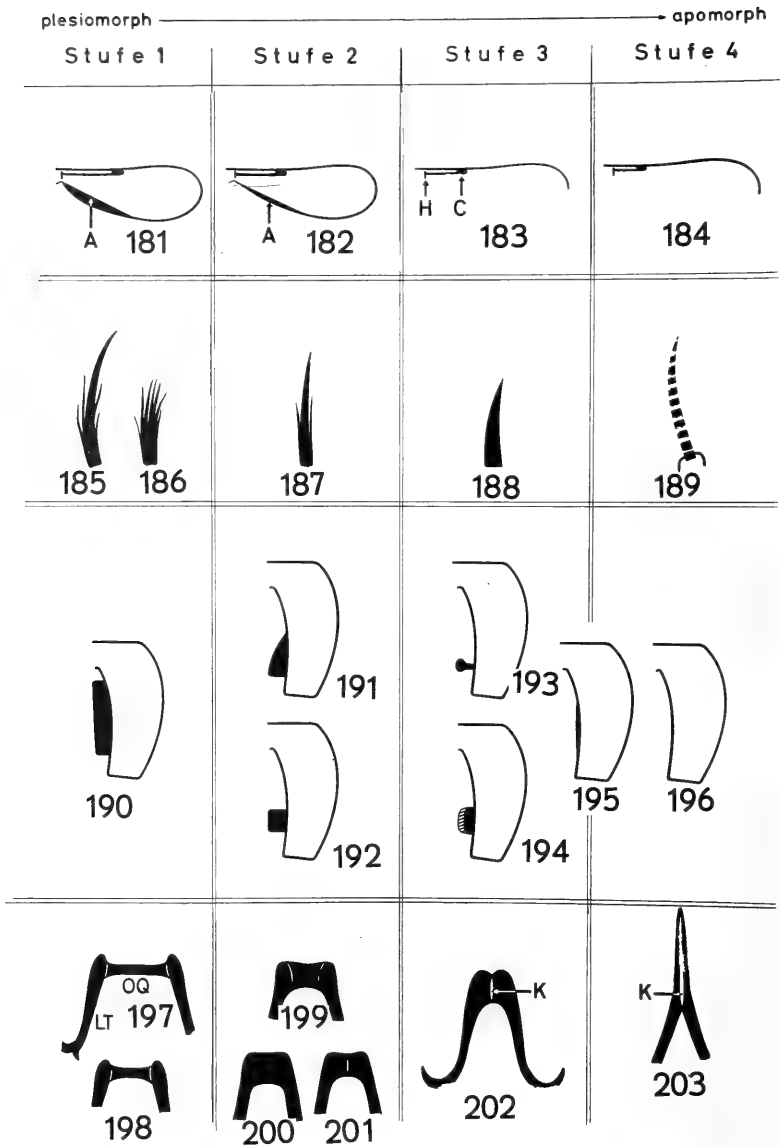 plesiomorph apomorph
Stufe 1 Stufe 2 Stufe 3 Stufe 4
A 181 A 182 H C 183 184
185 186 187 188 189
190 191 193
195 196
192 194
OQ
LT 197 199 K K
198 200 201 202 203